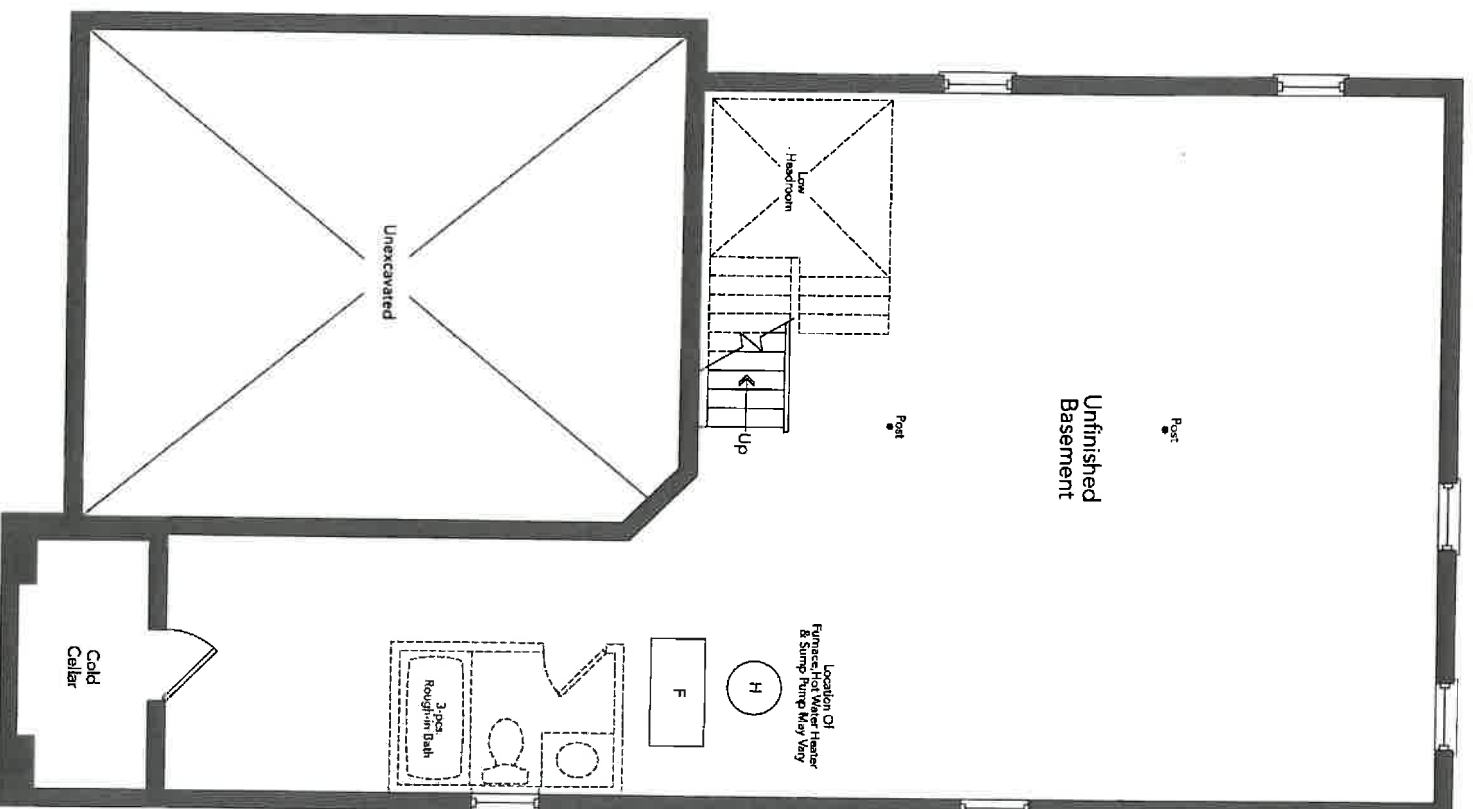 Unexcavated
Low
Headroom
Up
Post
Post
Unfinished
Basement
Location Of
Furnace, Hot Water Heater
& Sump Pump May Vary
H
F
3-pcs.
Rough-in Bath
Cold
Cellar